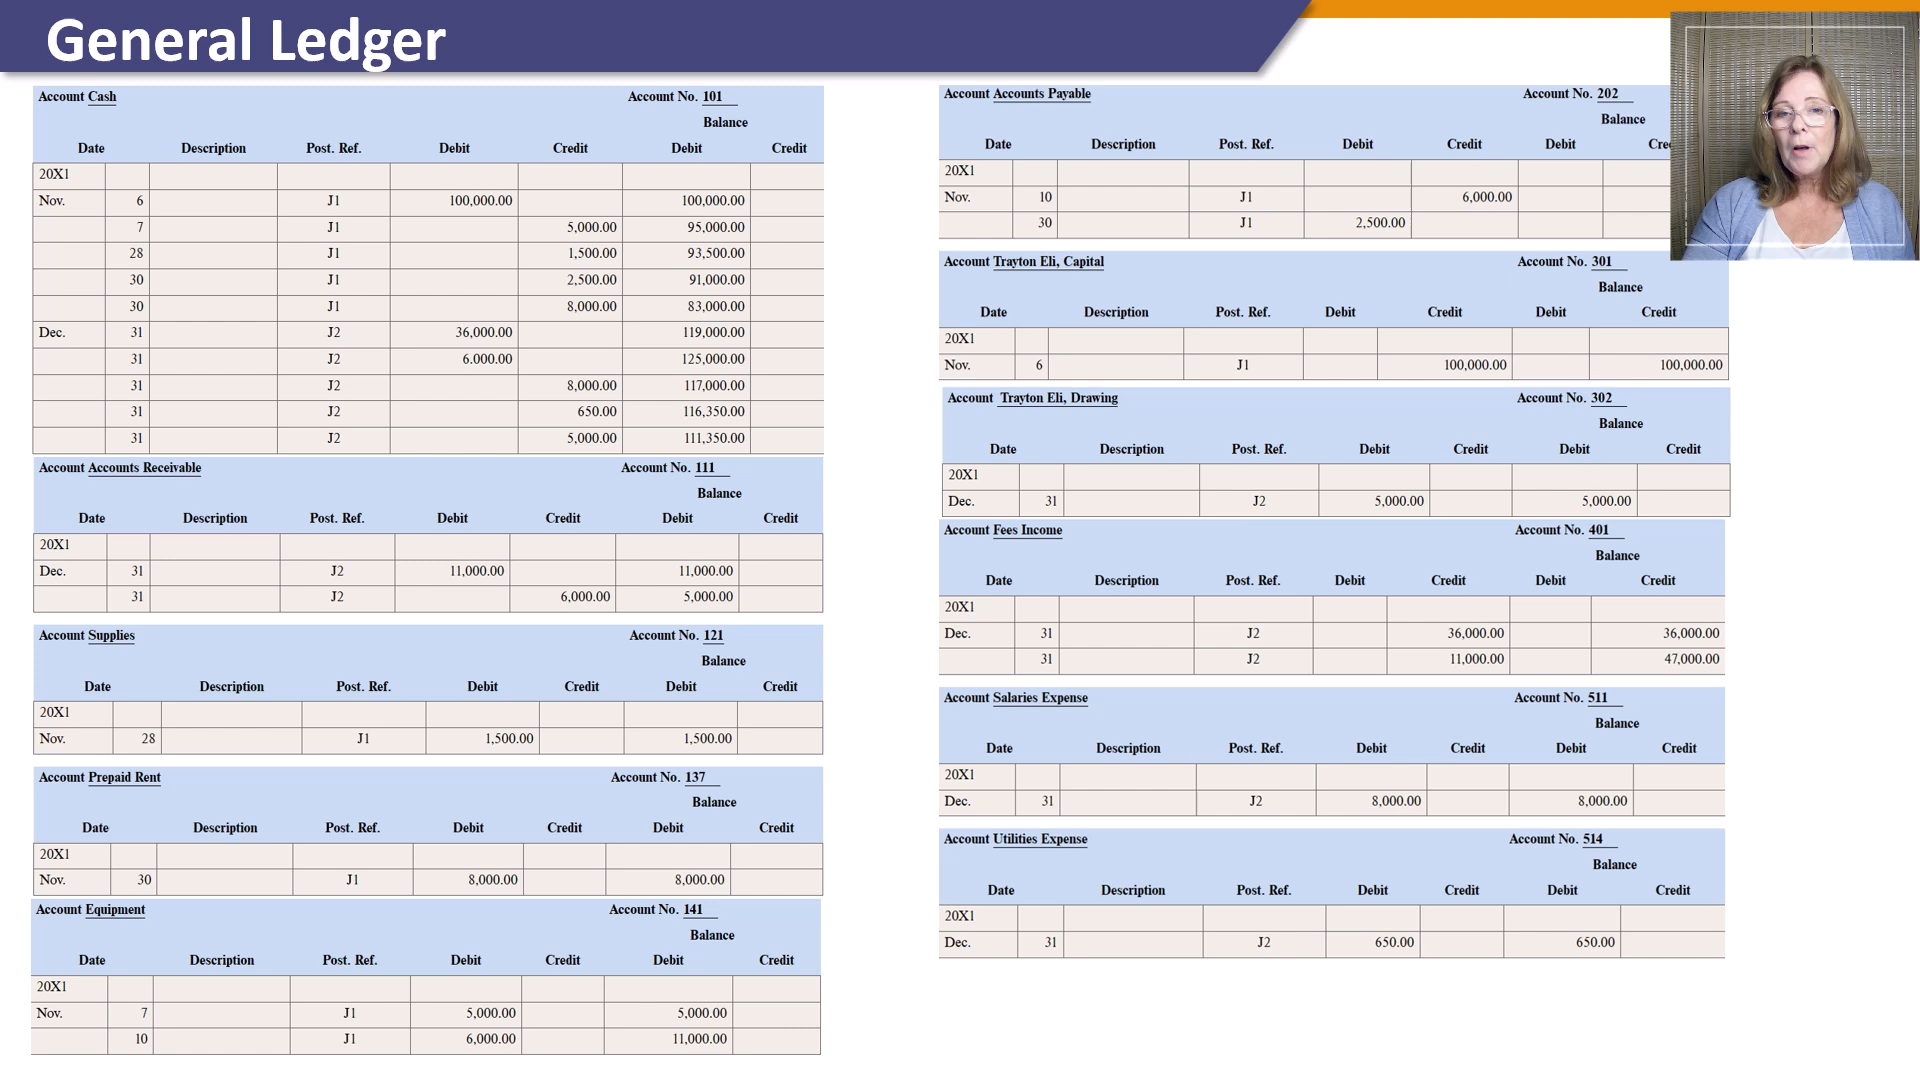 General Ledger
Account Cash Account No. 101
Balance
Date Description Post. Ref. Debit Credit Debit Credit
20X1
Nov. 6 J1 100,000.00 100,000.00
7 J1 5,000.00 95,000.00
28 J1 1,500.00 93,500.00
30 J1 2,500.00 91,000.00
30 J1 8,000.00 83,000.00
Dec. 31 J2 36,000.00 119,000.00
31 J2 6.000.00 125,000.00
31 J2 8,000.00 117,000.00
31 J2 650.00 116,350.00
31 J2 5,000.00 111,350.00
Account Accounts Receivable Account No. 111
Balance
Date Description Post. Ref. Debit Credit Debit Credit
20X1
Dec. 31 J2 11,000.00 11,000.00
31 J2 6,000.00 5,000.00
Account Supplies Account No. 121
Balance
Date Description Post. Ref. Debit Credit Debit Credit
20X1
Nov. 28 J1 1,500.00 1,500.00
Account Prepaid Rent Account No. 137
Balance
Date Description Post. Ref. Debit Credit Debit Credit
20X1
Nov. 30 J1 8,000.00 8,000.00
Account Equipment Account No. 141
Balance
Date Description Post. Ref. Debit Credit Debit Credit
20X1
Nov. 7 J1 5,000.00 5,000.00
10 J1 6,000.00 11,000.00
Account Accounts Payable Account No. 202
Balance
Date Description Post. Ref. Debit Credit Debit
20X1
Nov. 10 J1 6,000.00
30 J1 2,500.00
Account Trayton Eli, Capital Account No. 301
Balance
Date Description Post. Ref. Debit Credit Debit Credit
20X1
Nov. 6 J1 100,000.00 100,000.00
Account Trayton Eli, Drawing Account No. 302
Balance
Date Description Post. Ref. Debit Credit Debit Credit
20X1
Dec. 31 J2 5,000.00 5,000.00
Account Fees Income Account No. 401
Balance
Date Description Post. Ref. Debit Credit Debit Credit
20X1
Dec. 31 J2 36,000.00 36,000.00
31 J2 11,000.00 47,000.00
Account Salaries Expense Account No. 511
Balance
Date Description Post. Ref. Debit Credit Debit Credit
20X1
Dec. 31 J2 8,000.00 8,000.00
Account Utilities Expense Account No. 514
Balance
Date Description Post. Ref. Debit Credit Debit Credit
20X1
Dec. 31 J2 650.00 650.00